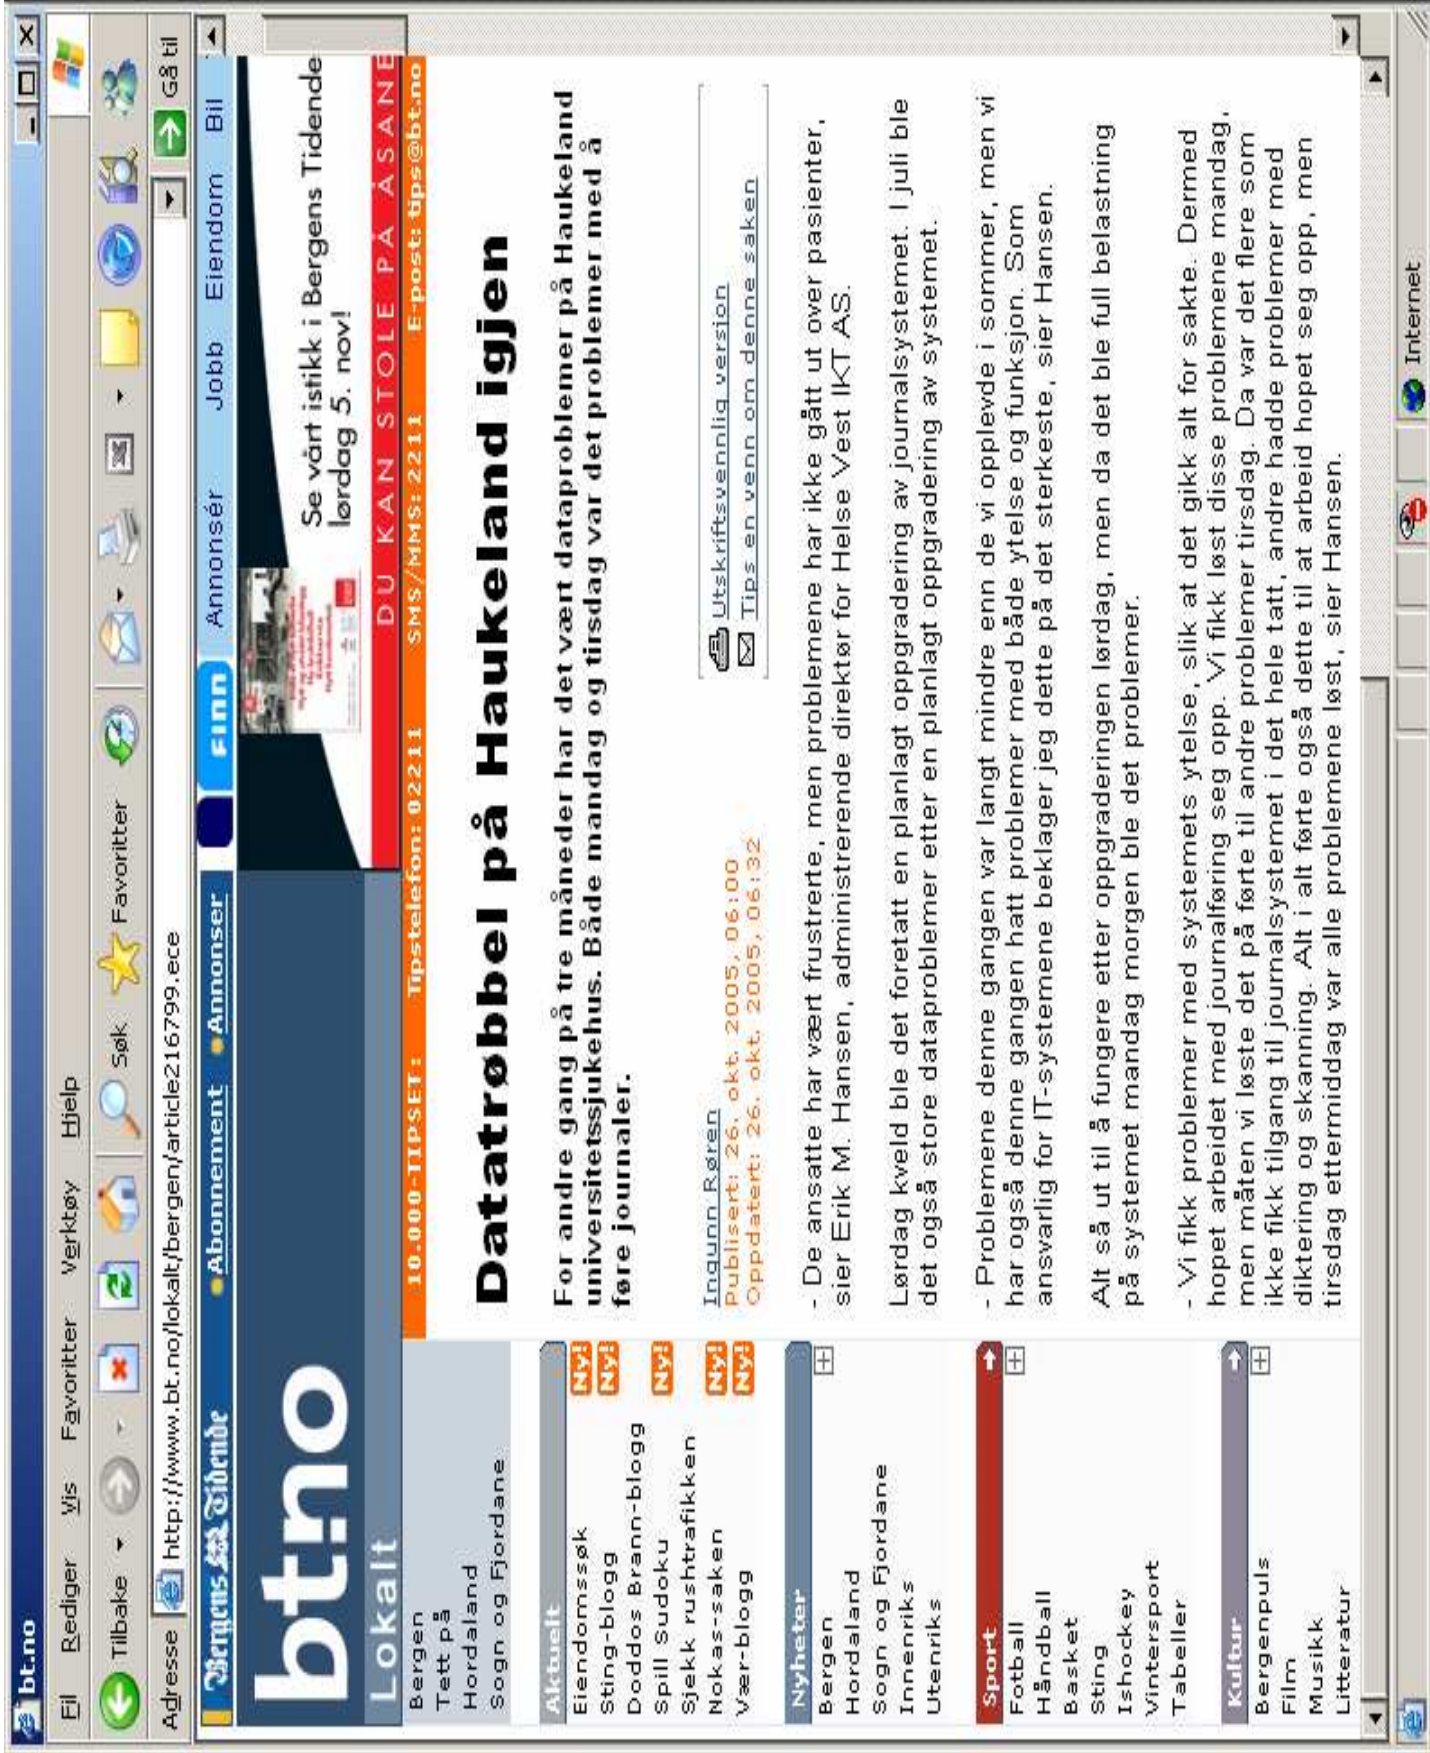 bt.no
Fil Rediger Vis Favoritter Verktøy Hjelp
Tilbake Søk Favoritter
Adresse http://www.bt.no/lokalt/bergen/article216799.ece Gå til
Bergens Tidende Abonnement Annonser FINN Annonsér Jobb Eiendom Bil
bt.no
Lokalt
Se vårt istikk i Bergens Tidende
lørdag 5. nov!
DU KAN STOLE PÅ ÅSANE
10.000-TIPSET: Tipstelefon: 02211 SMS/MMS: 2211 E-post: tips@bt.no
Bergen
Tett på
Hordaland
Sogn og Fjordane
Aktuelt
Eiendomssøk Ny!
Sting-blogg Ny!
Doddos Brann-blogg
Spill Sudoku Ny!
Sjekk rushtrafikken
Nokas-saken Ny!
Vær-blogg Ny!
Nyheter
Bergen
Hordaland
Sogn og Fjordane
Innenriks
Utenriks
Sport
Fotball
Håndball
Basket
Sting
Ishockey
Vintersport
Tabeller
Kultur
Bergenpuls
Film
Musikk
Litteratur
Datatrøbbel på Haukeland igjen
For andre gang på tre måneder har det vært dataproblemer på Haukeland
universitetssjukehus. Både mandag og tirsdag var det problemer med å
føre journaler.
Ingunn Røren
Publisert: 26. okt. 2005, 06:00
Oppdatert: 26. okt. 2005, 06:32
Utskriftsvennlig version
Tips en venn om denne saken
- De ansatte har vært frustrerte, men problemene har ikke gått ut over pasienter,
sier Erik M. Hansen, administrerende direktør for Helse Vest IKT AS.
Lørdag kveld ble det foretatt en planlagt oppgradering av journalsystemet. I juli ble
det også store dataproblemer etter en planlagt oppgradering av systemet.
- Problemene denne gangen var langt mindre enn de vi opplevde i sommer, men vi
har også denne gangen hatt problemer med både ytelse og funksjon. Som
ansvarlig for IT-systemene beklager jeg dette på det sterkeste, sier Hansen.
Alt så ut til å fungere etter oppgraderingen lørdag, men da det ble full belastning
på systemet mandag morgen ble det problemer.
- Vi fikk problemer med systemets ytelse, slik at det gikk alt for sakte. Dermed
hopet arbeidet med journalføring seg opp. Vi fikk løst disse problemene mandag,
men måten vi løste det på førte til andre problemer tirsdag. Da var det flere som
ikke fikk tilgang til journalsystemet i det hele tatt, andre hadde problemer med
diktering og skanning. Alt i alt førte også dette til at arbeid hopet seg opp, men
tirsdag ettermiddag var alle problemene løst, sier Hansen.
Internet